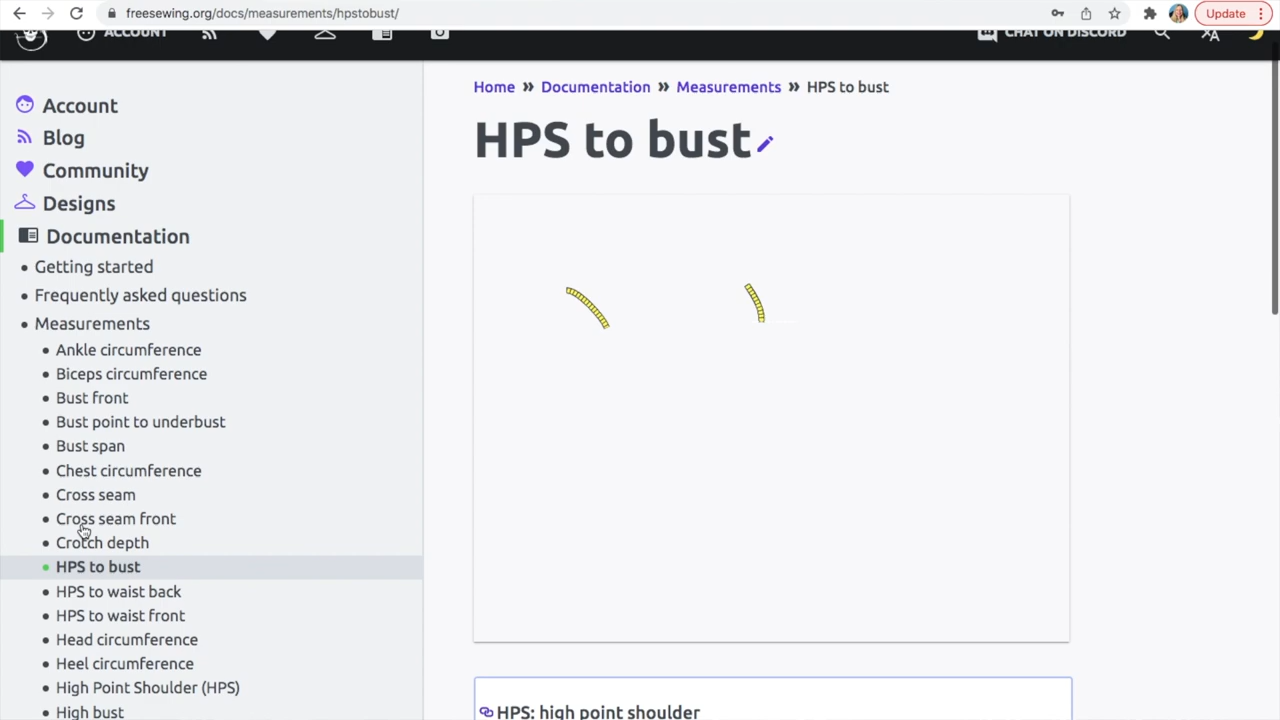 freesewing.org/docs/measurements/hpstobust/
Update
ACCOUNT
CHAT ON DISCORD
Account
Blog
Community
Designs
Documentation
Getting started
Frequently asked questions
Measurements
Ankle circumference
Biceps circumference
Bust front
Bust point to underbust
Bust span
Chest circumference
Cross seam
Cross seam front
Crotch depth
HPS to bust
HPS to waist back
HPS to waist front
Head circumference
Heel circumference
High Point Shoulder (HPS)
High bust
Home » Documentation » Measurements » HPS to bust
HPS to bust
HPS: high point shoulder